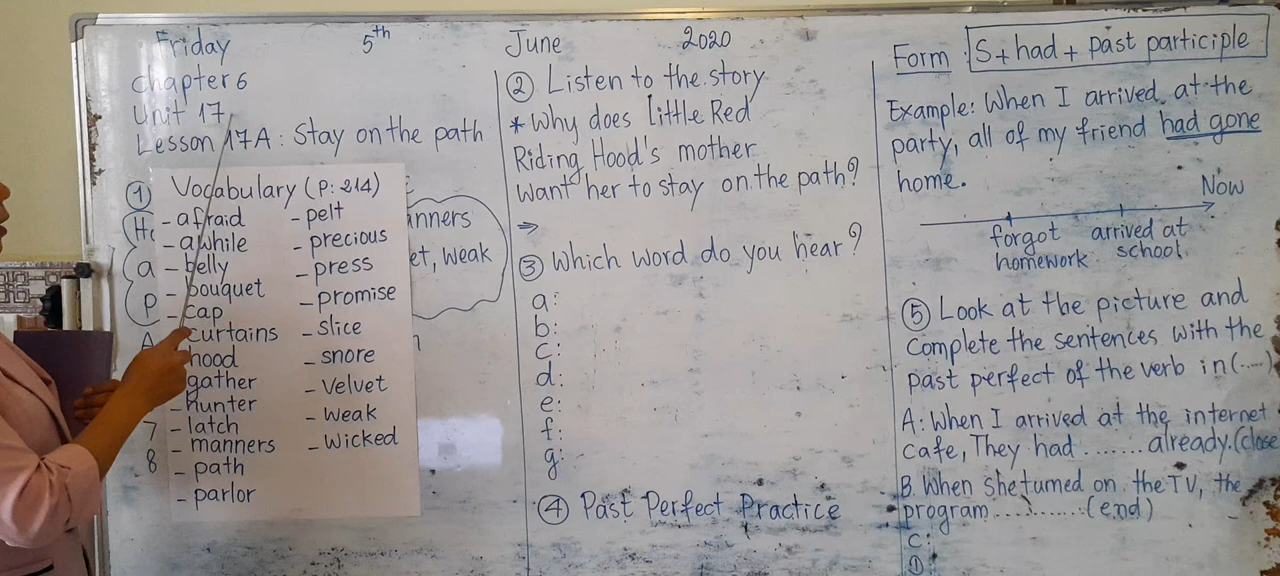 Friday 5th June 2020
Chapter 6
Unit 17
Lesson 17A: Stay on the path
① Vocabulary (P: 214)
- afraid
- awhile
- belly
- bouquet
- cap
curtains
hood
gather
- hunter
- latch
- manners
- path
- parlor
- pelt
- precious
- press
- promise
- slice
- snore
- velvet
- weak
- wicked
7
8
et, weak
② Listen to the story
* Why does Little Red
Riding Hood's mother
want her to stay on the path?
⇒
③ Which word do you hear?
a:
b:
c:
d:
e:
f:
g:
④ Past Perfect Practice
Form: S + had + past participle
Example: When I arrived at the
party, all of my friend had gone
home.
Now
forgot
homework
arrived at
school.
⑤ Look at the picture and
Complete the sentences with the
past perfect of the verb in (.....)
A: When I arrived at the internet
cafe, They had ....... already. (close
B. When she turned on the TV, the
program ............ (end)
C: